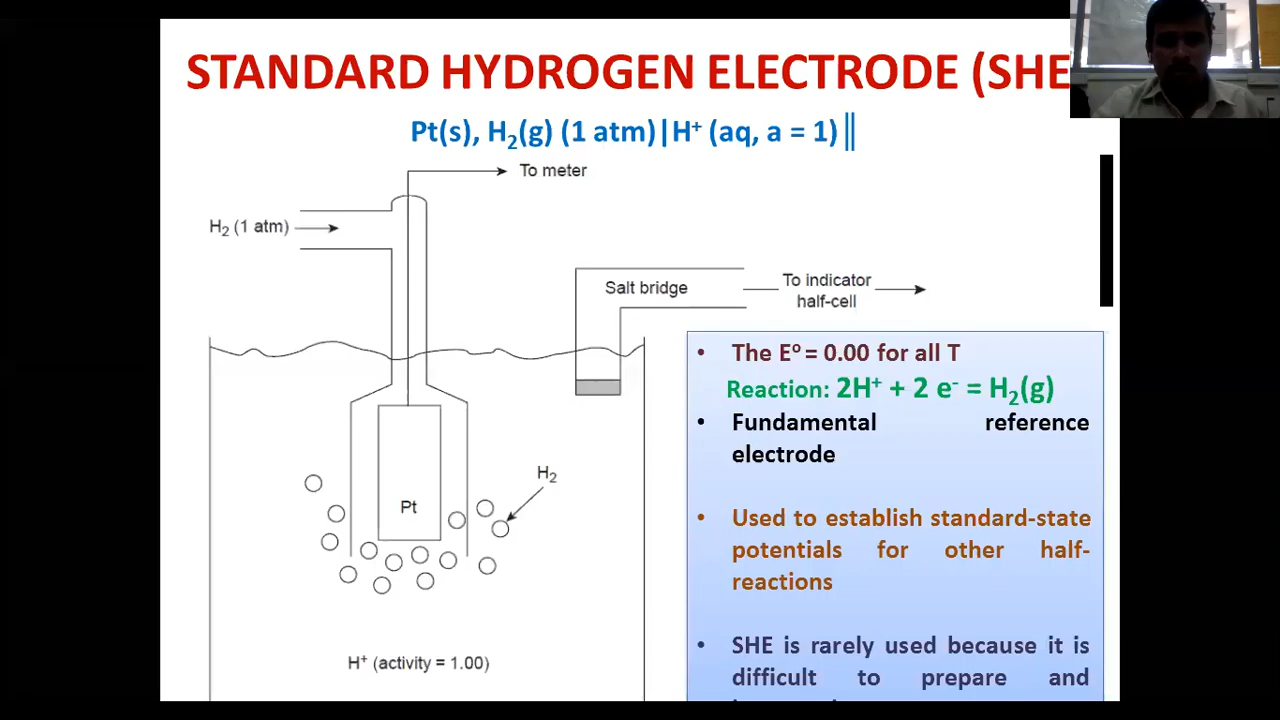 STANDARD HYDROGEN ELECTRODE (SHE
Pt(s), H₂(g) (1 atm)|H⁺ (aq, a = 1)║
To meter
H₂ (1 atm)
Salt bridge
To indicator
half-cell
• The Eº = 0.00 for all T
Reaction: 2H⁺ + 2 e⁻ = H₂(g)
• Fundamental reference
electrode
H₂
Pt
• Used to establish standard-state
potentials for other half-
reactions
• SHE is rarely used because it is
difficult to prepare and
H⁺ (activity = 1.00)